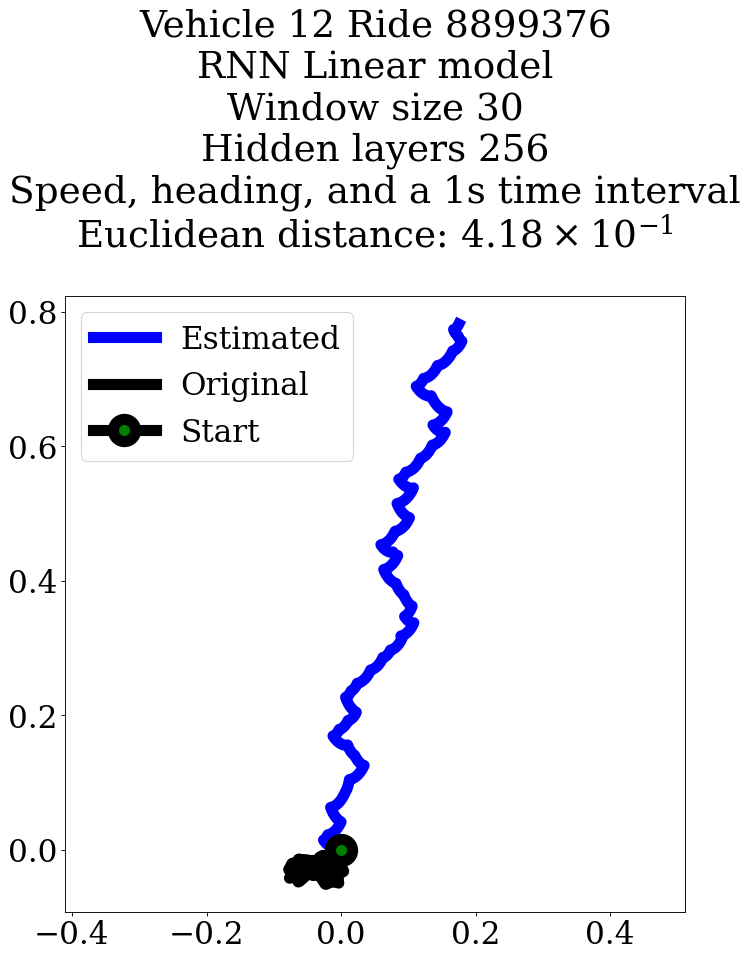 Vehicle 12 Ride 8899376
RNN Linear model
Window size 30
Hidden layers 256
Speed, heading, and a 1s time interval
Euclidean distance: 4.18 × 10⁻¹
Estimated
Original
Start
0.8
0.6
0.4
0.2
0.0
−0.4
−0.2
0.0
0.2
0.4